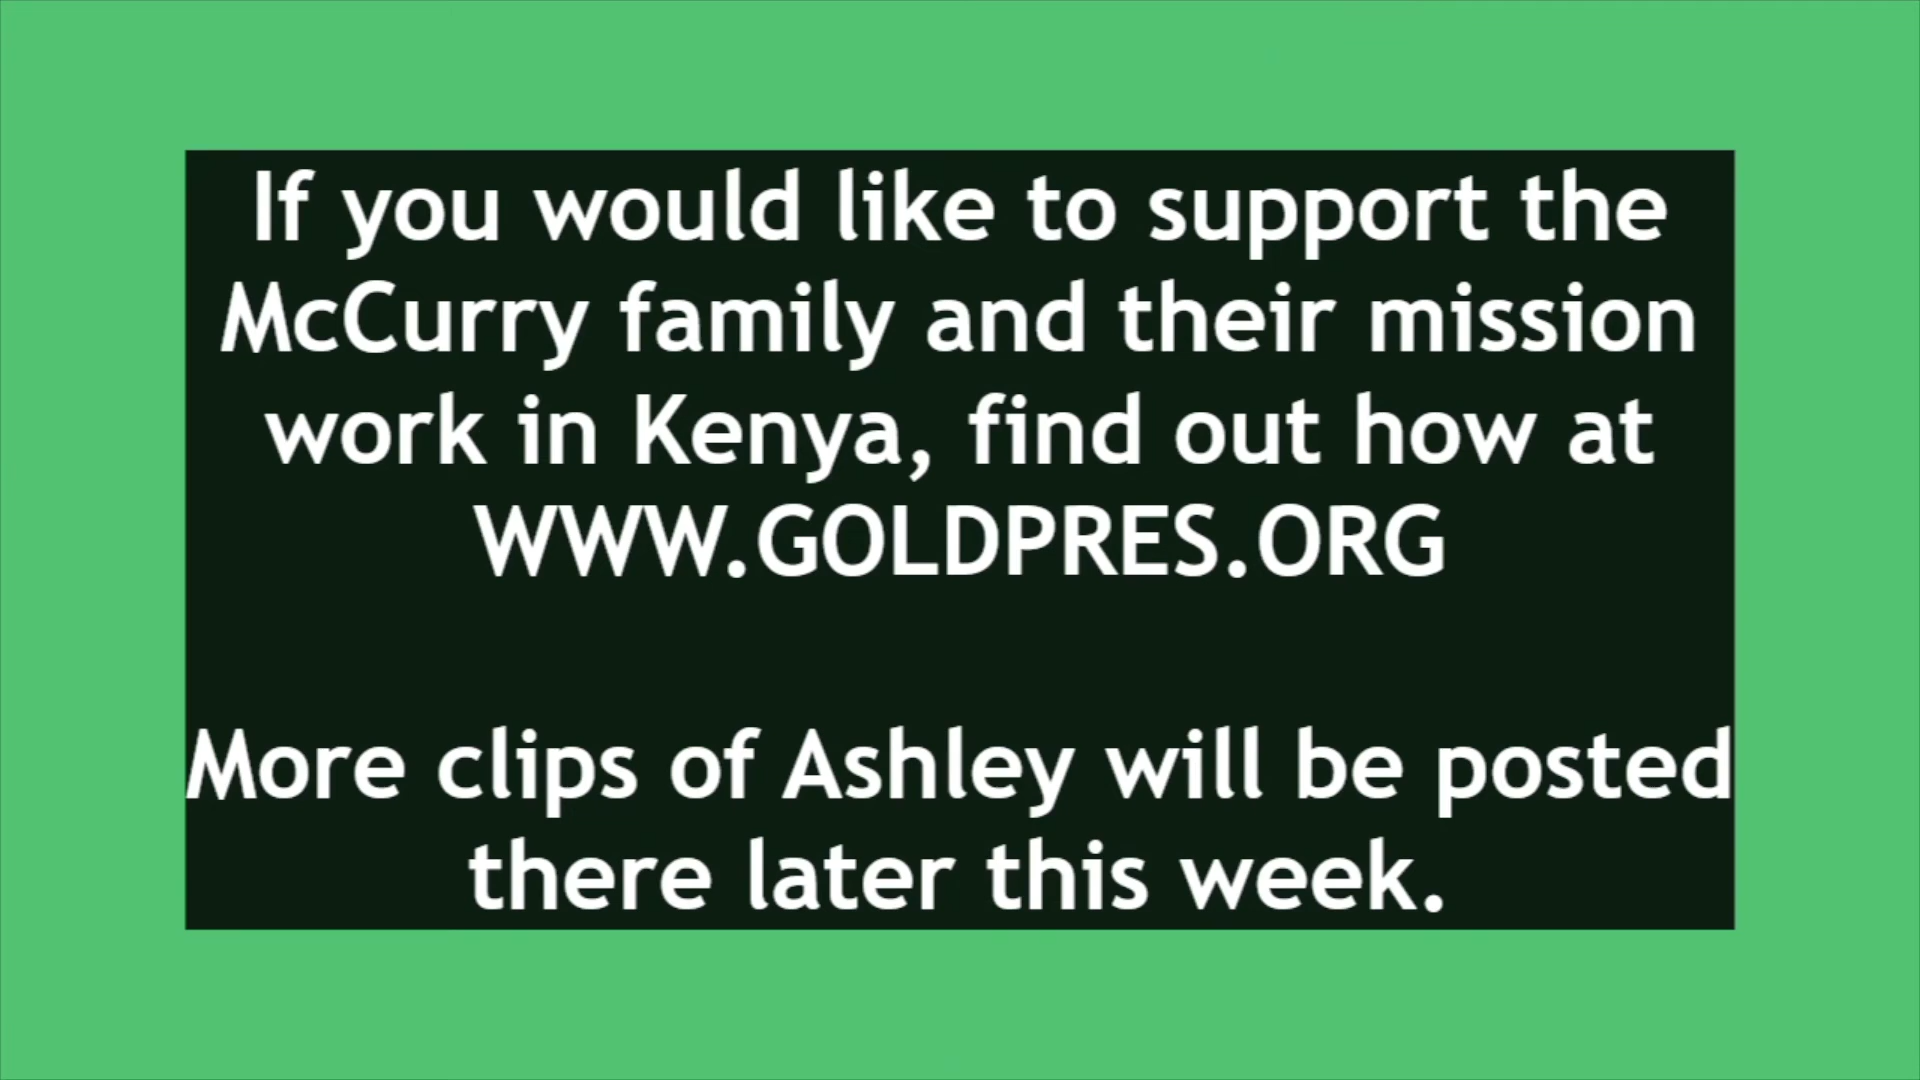 If you would like to support the
McCurry family and their mission
work in Kenya, find out how at
WWW.GOLDPRES.ORG
More clips of Ashley will be posted
there later this week.